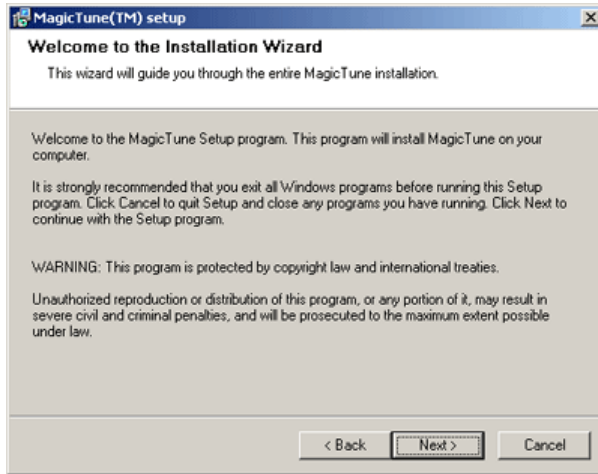 MagicTune(TM) setup
Welcome to the Installation Wizard
This wizard will guide you through the entire MagicTune installation.
Welcome to the MagicTune Setup program. This program will install MagicTune on your
computer.
It is strongly recommended that you exit all Windows programs before running this Setup
program. Click Cancel to quit Setup and close any programs you have running. Click Next to
continue with the Setup program.
WARNING: This program is protected by copyright law and international treaties.
Unauthorized reproduction or distribution of this program, or any portion of it, may result in
severe civil and criminal penalties, and will be prosecuted to the maximum extent possible
under law.
< Back Next > Cancel